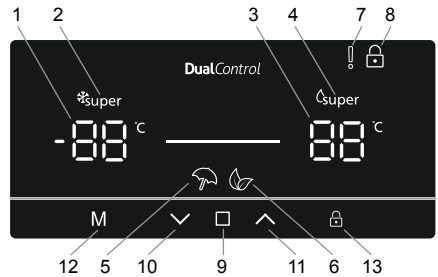 1 2 3 4 7 8
DualControl
super super
-88 °C 88 °C
M
12 5 10 9 11 6 13